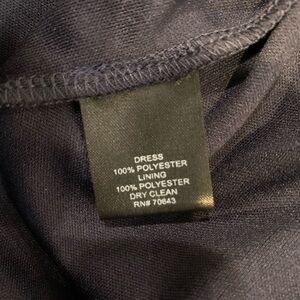 DRESS
100% POLYESTER
LINING
100% POLYESTER
DRY CLEAN
RN# 70643